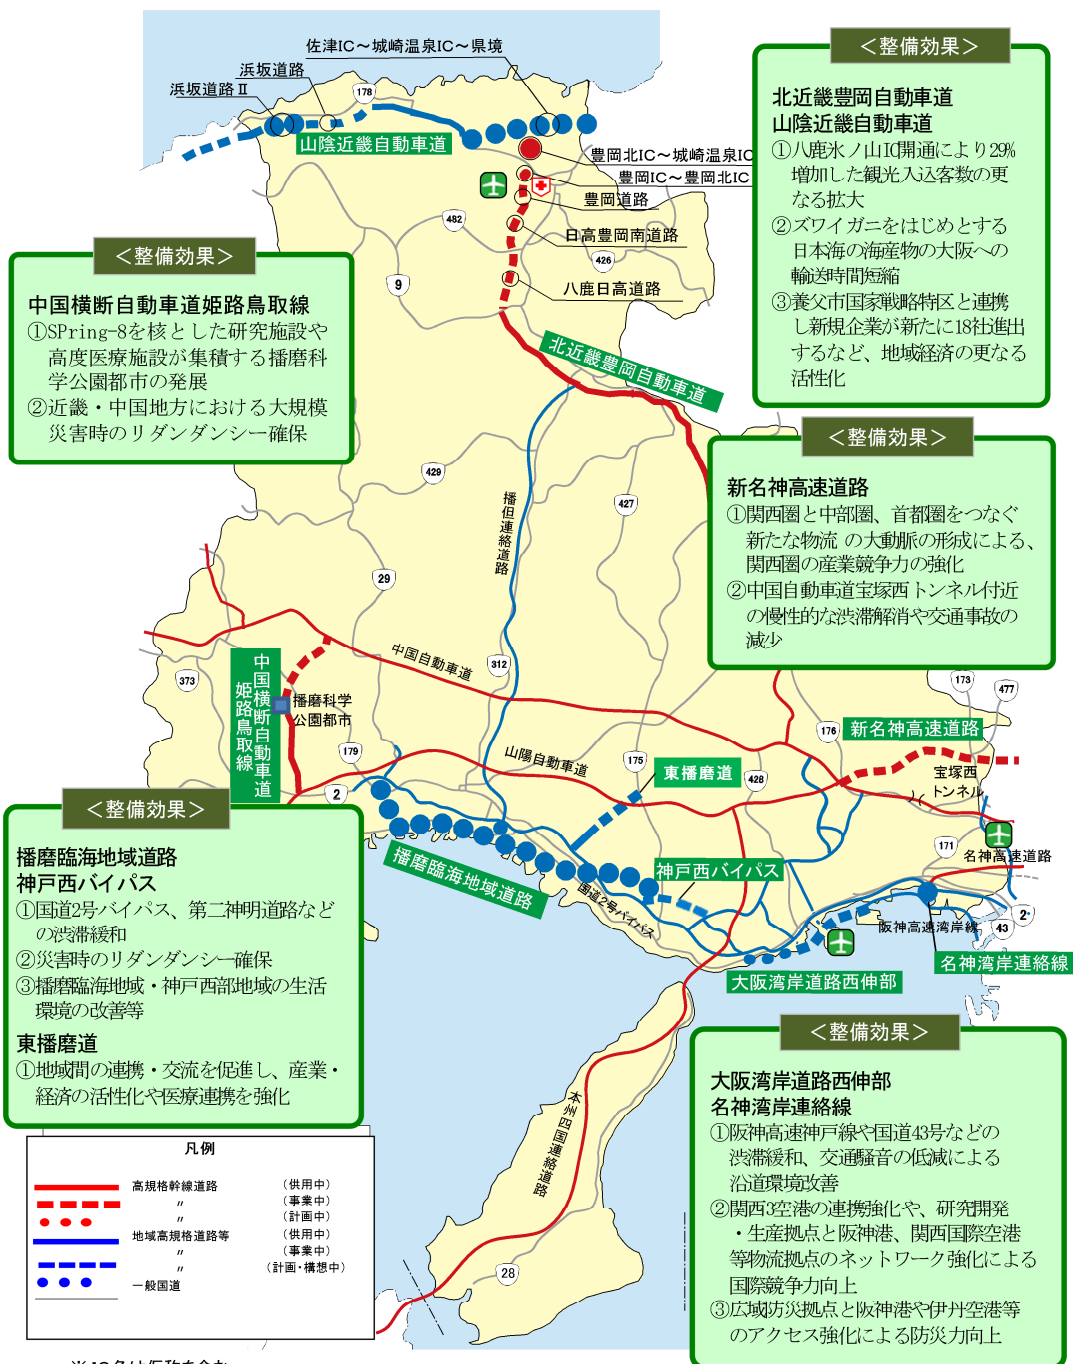 佐津IC～城崎温泉IC～県境
浜坂道路
浜坂道路Ⅱ
178
山陰近畿自動車道
豊岡北IC～城崎温泉IC
豊岡IC～豊岡北IC
豊岡道路
482
日高豊岡南道路
426
9
八鹿日高道路
北近畿豊岡自動車道
＜整備効果＞
北近畿豊岡自動車道
山陰近畿自動車道
①八鹿氷ノ山IC開通により29%
増加した観光入込客数の更
なる拡大
②ズワイガニをはじめとする
日本海の海産物の大阪への
輸送時間短縮
③養父市国家戦略特区と連携
し新規企業が新たに18社進出
するなど、地域経済の更なる
活性化
＜整備効果＞
中国横断自動車道姫路鳥取線
①SPring-8を核とした研究施設や
高度医療施設が集積する播磨科
学公園都市の発展
②近畿・中国地方における大規模
災害時のリダンダンシー確保
＜整備効果＞
新名神高速道路
①関西圏と中部圏、首都圏をつなぐ
新たな物流 の大動脈の形成による、
関西圏の産業競争力の強化
②中国自動車道宝塚西トンネル付近
の慢性的な渋滞解消や交通事故の
減少
429
427
播但連絡道路
29
312
中国自動車道
373
中国横断自動車道
姫路鳥取線
播磨科学
公園都市
173
477
176
新名神高速道路
179
山陽自動車道
175
東播磨道
428
宝塚西
トンネル
2
171
名神高速道路
播磨臨海地域道路
神戸西バイパス
国道2号バイパス
阪神高速湾岸線
43
2
名神湾岸連絡線
大阪湾岸道路西伸部
＜整備効果＞
播磨臨海地域道路
神戸西バイパス
①国道2号バイパス、第二神明道路など
の渋滞緩和
②災害時のリダンダンシー確保
③播磨臨海地域・神戸西部地域の生活
環境の改善等
東播磨道
①地域間の連携・交流を促進し、産業・
経済の活性化や医療連携を強化
＜整備効果＞
大阪湾岸道路西伸部
名神湾岸連絡線
①阪神高速神戸線や国道43号などの
渋滞緩和、交通騒音の低減による
沿道環境改善
②関西3空港の連携強化や、研究開発
・生産拠点と阪神港、関西国際空港
等物流拠点のネットワーク強化による
国際競争力向上
③広域防災拠点と阪神港や伊丹空港等
のアクセス強化による防災力向上
本州四国連絡道路
28
凡例
高規格幹線道路 （供用中）
〃 （事業中）
〃 （計画中）
地域高規格道路等 （供用中）
〃 （事業中）
〃 （計画・構想中）
一般国道